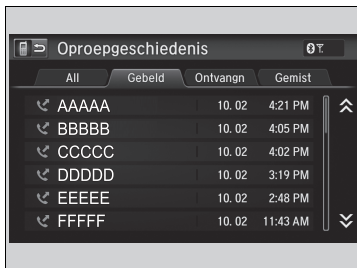 Oproepgeschiedenis
All Gebeld Ontvangn Gemist
AAAAA 10. 02 4:21 PM
BBBBB 10. 02 4:05 PM
CCCCC 10. 02 4:02 PM
DDDDD 10. 02 3:19 PM
EEEEE 10. 02 2:48 PM
FFFFF 10. 02 11:43 AM